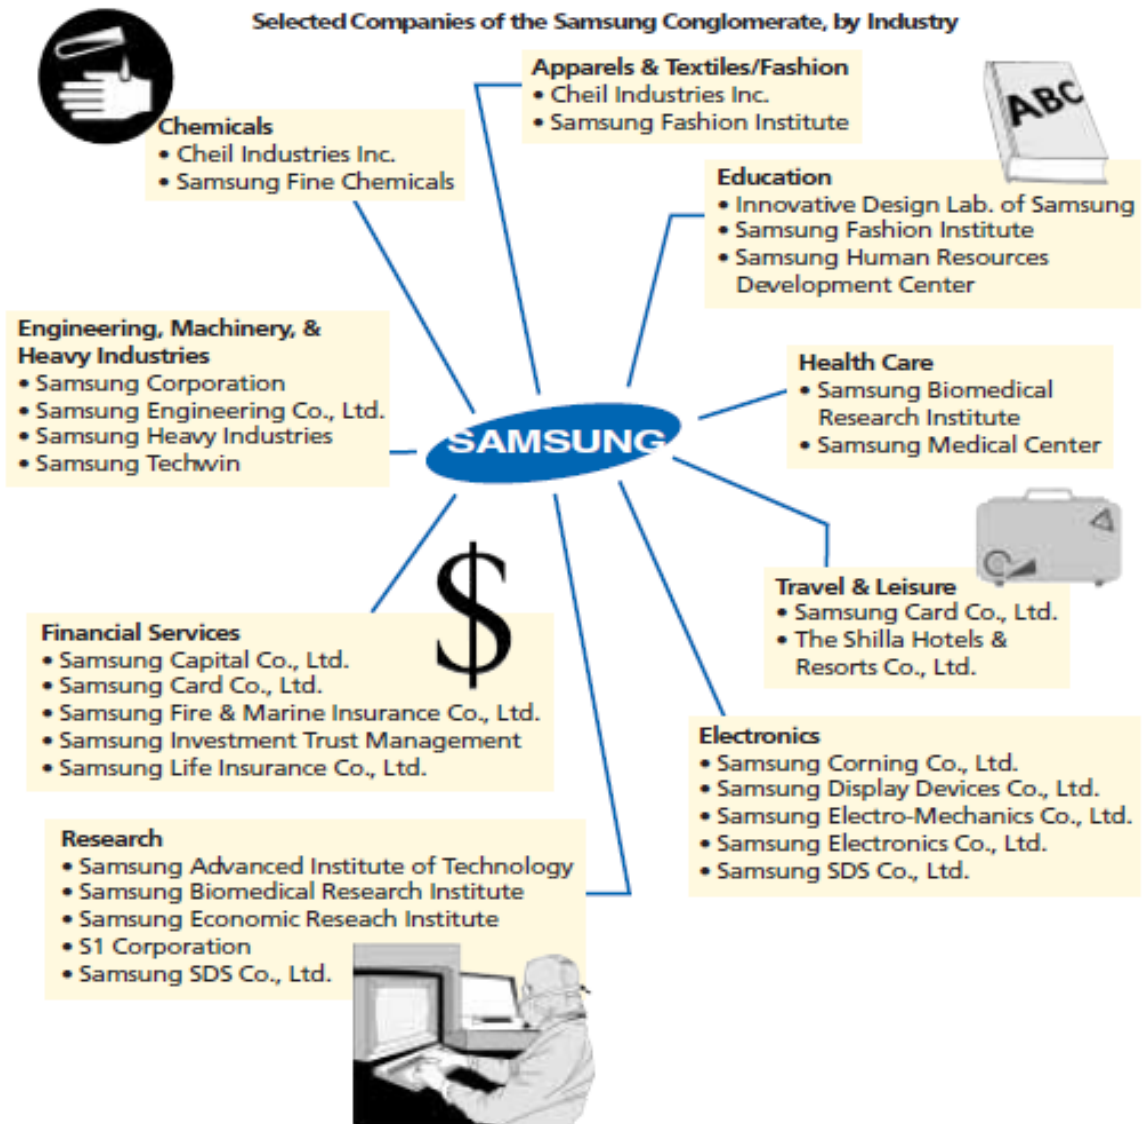 Selected Companies of the Samsung Conglomerate, by Industry
Apparels & Textiles/Fashion
• Cheil Industries Inc.
• Samsung Fashion Institute
ABC
Chemicals
• Cheil Industries Inc.
• Samsung Fine Chemicals
Education
• Innovative Design Lab. of Samsung
• Samsung Fashion Institute
• Samsung Human Resources
Development Center
Engineering, Machinery, &
Heavy Industries
• Samsung Corporation
• Samsung Engineering Co., Ltd.
• Samsung Heavy Industries
• Samsung Techwin
Health Care
• Samsung Biomedical
Research Institute
• Samsung Medical Center
SAMSUNG
Travel & Leisure
• Samsung Card Co., Ltd.
• The Shilla Hotels &
Resorts Co., Ltd.
$
Financial Services
• Samsung Capital Co., Ltd.
• Samsung Card Co., Ltd.
• Samsung Fire & Marine Insurance Co., Ltd.
• Samsung Investment Trust Management
• Samsung Life Insurance Co., Ltd.
Electronics
• Samsung Corning Co., Ltd.
• Samsung Display Devices Co., Ltd.
• Samsung Electro-Mechanics Co., Ltd.
• Samsung Electronics Co., Ltd.
• Samsung SDS Co., Ltd.
Research
• Samsung Advanced Institute of Technology
• Samsung Biomedical Research Institute
• Samsung Economic Reseach Institute
• S1 Corporation
• Samsung SDS Co., Ltd.